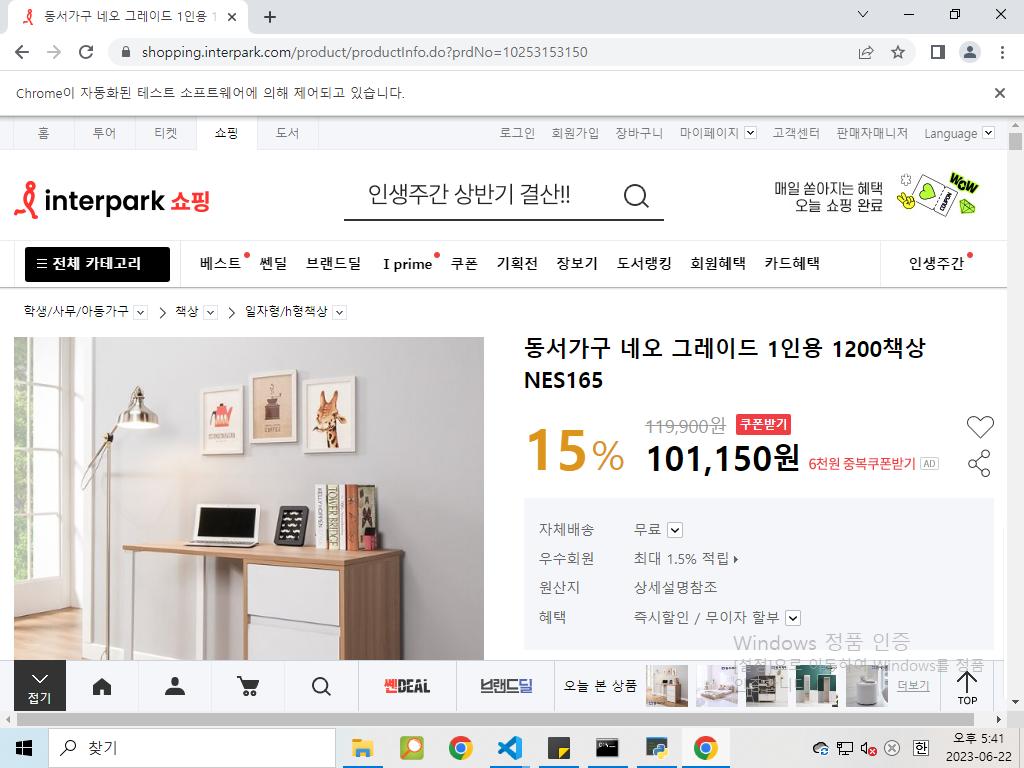 동서가구 네오 그레이드 1인용 1
shopping.interpark.com/product/productInfo.do?prdNo=10253153150
Chrome이 자동화된 테스트 소프트웨어에 의해 제어되고 있습니다.
홈 투어 티켓 쇼핑 도서 로그인 회원가입 장바구니 마이페이지 고객센터 판매자매니저 Language
interpark 쇼핑 인생주간 상반기 결산!!
매일 쏟아지는 혜택
오늘 쇼핑 완료
WOW
COUPON
전체 카테고리 베스트 쎈딜 브랜드딜 I prime 쿠폰 기획전 장보기 도서랭킹 회원혜택 카드혜택 인생주간
학생/사무/아동가구 책상 일자형/h형책상
동서가구 네오 그레이드 1인용 1200책상
NES165
15% 119,900원 쿠폰받기
101,150원 6천원 중복쿠폰받기 AD
COFFEE
TOWER BRIDGE
자체배송 무료
우수회원 최대 1.5% 적립
원산지 상세설명참조
혜택 즉시할인 / 무이자 할부
Windows 정품 인증
[설정]으로 이동하여 Windows를 정품
접기 쎈DEAL 브랜드딜 오늘 본 상품 더보기 TOP
찾기
한
오후 5:41
2023-06-22